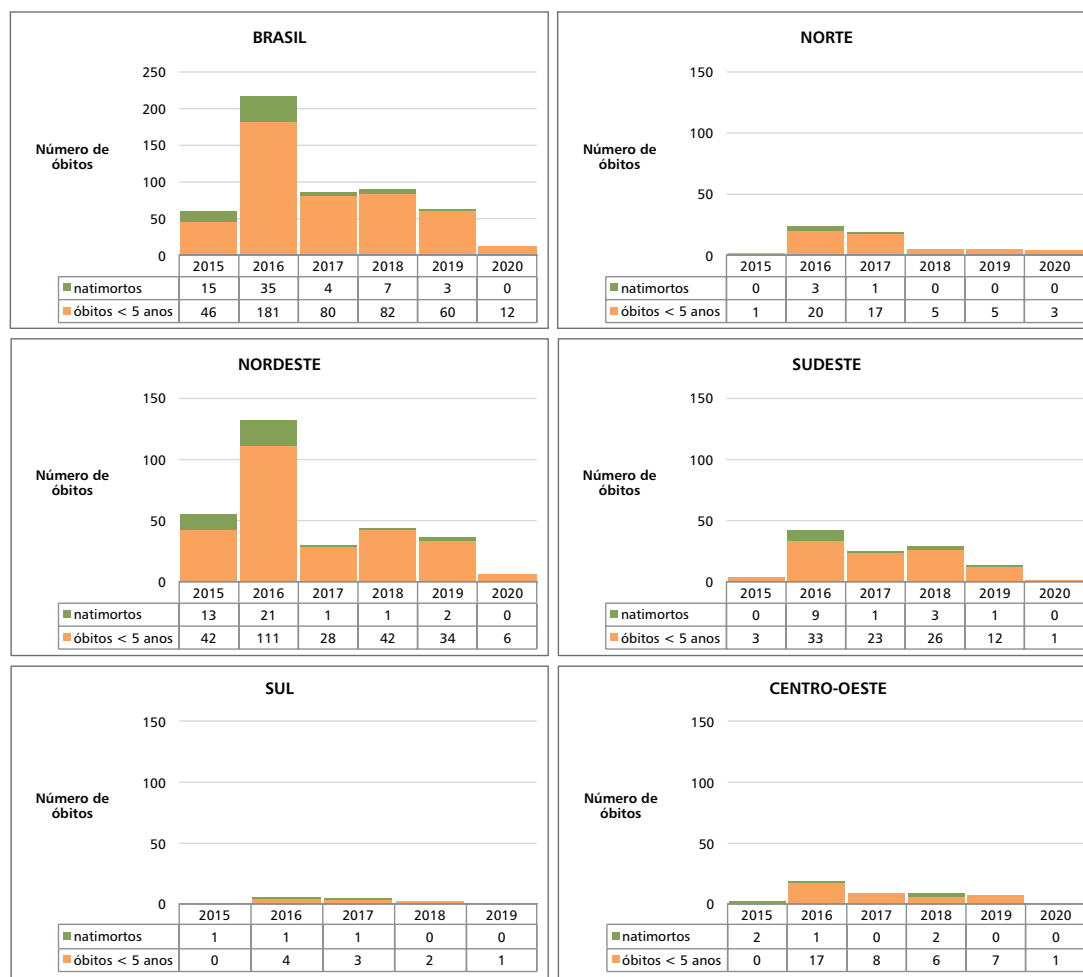 BRASIL
250
200
150
100
50
0
Número de
óbitos
2015 2016 2017 2018 2019 2020
natimortos 15 35 4 7 3 0
óbitos < 5 anos 46 181 80 82 60 12
NORTE
150
100
50
0
Número de
óbitos
2015 2016 2017 2018 2019 2020
natimortos 0 3 1 0 0 0
óbitos < 5 anos 1 20 17 5 5 3
NORDESTE
150
100
50
0
Número de
óbitos
2015 2016 2017 2018 2019 2020
natimortos 13 21 1 1 2 0
óbitos < 5 anos 42 111 28 42 34 6
SUDESTE
150
100
50
0
Número de
óbitos
2015 2016 2017 2018 2019 2020
natimortos 0 9 1 3 1 0
óbitos < 5 anos 3 33 23 26 12 1
SUL
150
100
50
0
Número de
óbitos
2015 2016 2017 2018 2019
natimortos 1 1 1 0 0
óbitos < 5 anos 0 4 3 2 1
CENTRO-OESTE
150
100
50
0
Número de
óbitos
2015 2016 2017 2018 2019 2020
natimortos 2 1 0 2 0 0
óbitos < 5 anos 0 17 8 6 7 1